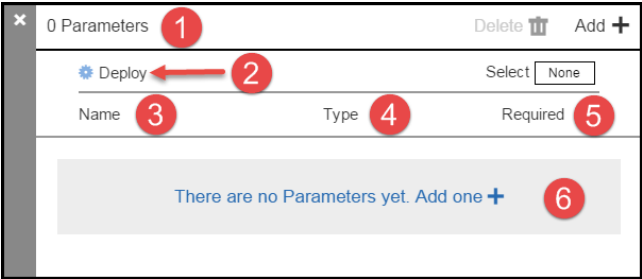 × 0 Parameters 1 Delete Add +
Deploy 2 Select None
Name 3 Type 4 Required 5
There are no Parameters yet. Add one + 6